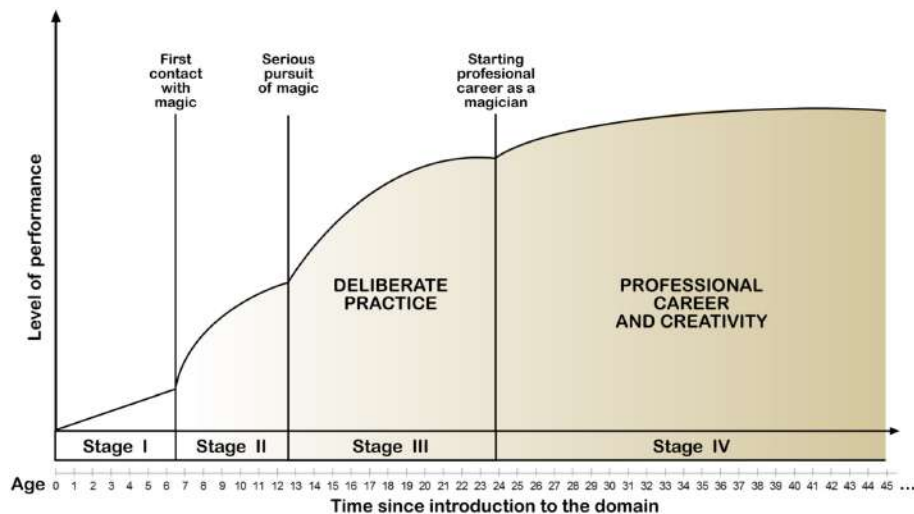 First
contact
with
magic
Serious
pursuit
of magic
Starting
profesional
career as a
magician
Level of performance
DELIBERATE
PRACTICE
PROFESSIONAL
CAREER
AND CREATIVITY
Stage I
Stage II
Stage III
Stage IV
Age 0 1 2 3 4 5 6 7 8 9 10 11 12 13 14 15 16 17 18 19 20 21 22 23 24 25 26 27 28 29 30 31 32 33 34 35 36 37 38 39 40 41 42 43 44 45 ...
Time since introduction to the domain